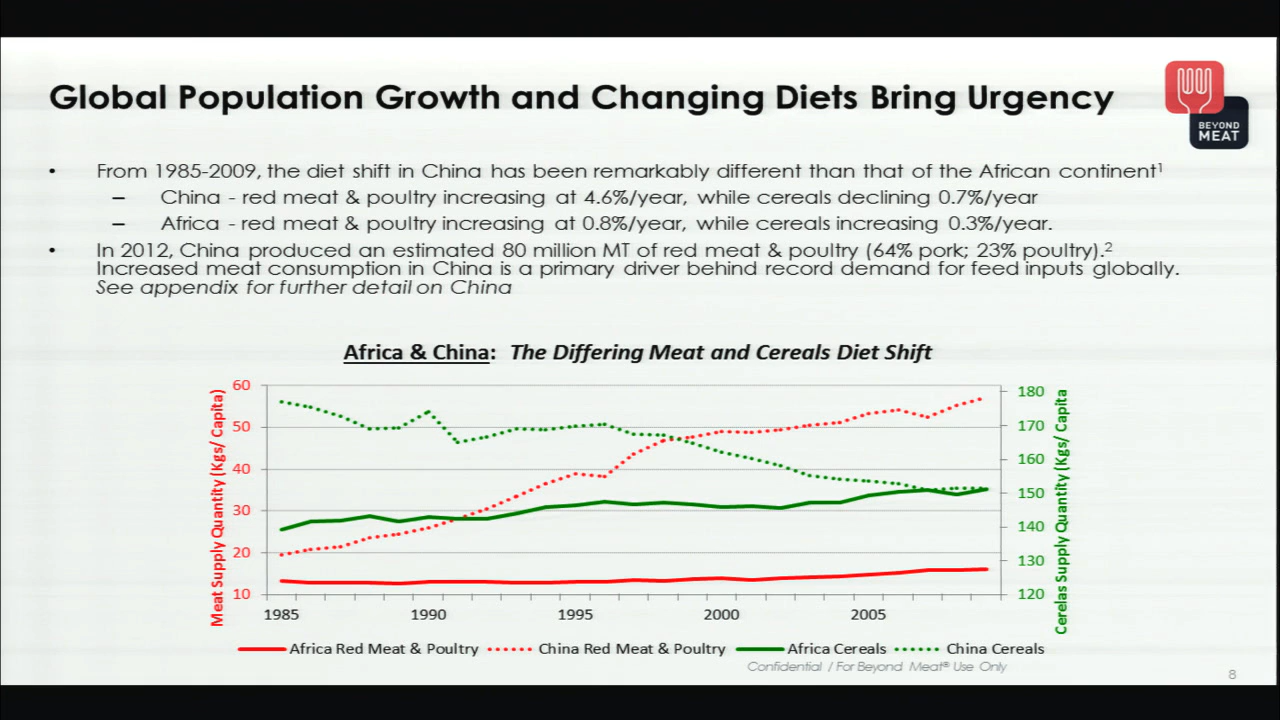 Global Population Growth and Changing Diets Bring Urgency
BEYOND
MEAT
• From 1985-2009, the diet shift in China has been remarkably different than that of the African continent¹
– China - red meat & poultry increasing at 4.6%/year, while cereals declining 0.7%/year
– Africa - red meat & poultry increasing at 0.8%/year, while cereals increasing 0.3%/year.
• In 2012, China produced an estimated 80 million MT of red meat & poultry (64% pork; 23% poultry).²
Increased meat consumption in China is a primary driver behind record demand for feed inputs globally.
See appendix for further detail on China
Africa & China: The Differing Meat and Cereals Diet Shift
Meat Supply Quantity (Kgs/ Capita)
60
50
40
30
20
10
180
170
160
150
140
130
120
Cerelas Supply Quantity (Kgs/ Capita
1985 1990 1995 2000 2005
Africa Red Meat & Poultry China Red Meat & Poultry Africa Cereals China Cereals
Confidential / For Beyond Meat® Use Only
8